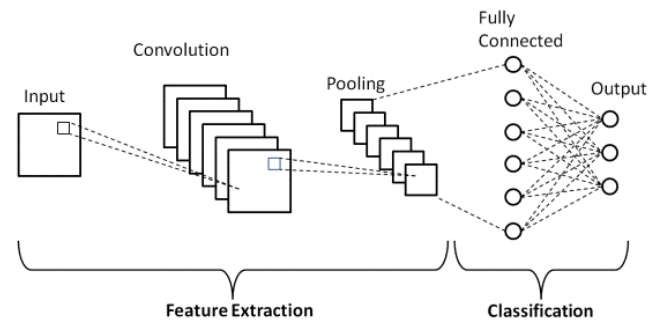 Fully
Connected
Convolution
Pooling
Output
Input
Feature Extraction
Classification